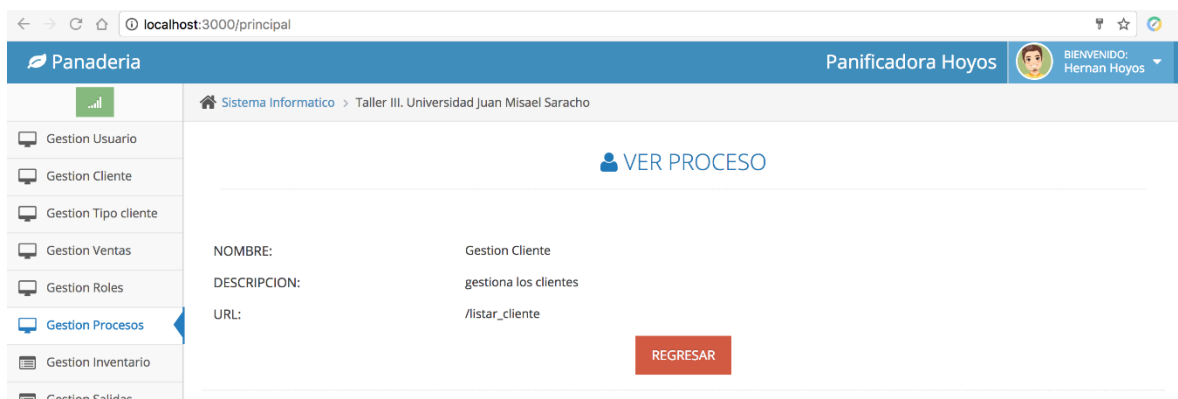 localhost:3000/principal
Panaderia
Panificadora Hoyos
BIENVENIDO:
Hernan Hoyos
Sistema Informatico > Taller III. Universidad Juan Misael Saracho
Gestion Usuario
Gestion Cliente
Gestion Tipo cliente
Gestion Ventas
Gestion Roles
Gestion Procesos
Gestion Inventario
Gestion Salidas
VER PROCESO
NOMBRE: Gestion Cliente
DESCRIPCION: gestiona los clientes
URL: /listar_cliente
REGRESAR